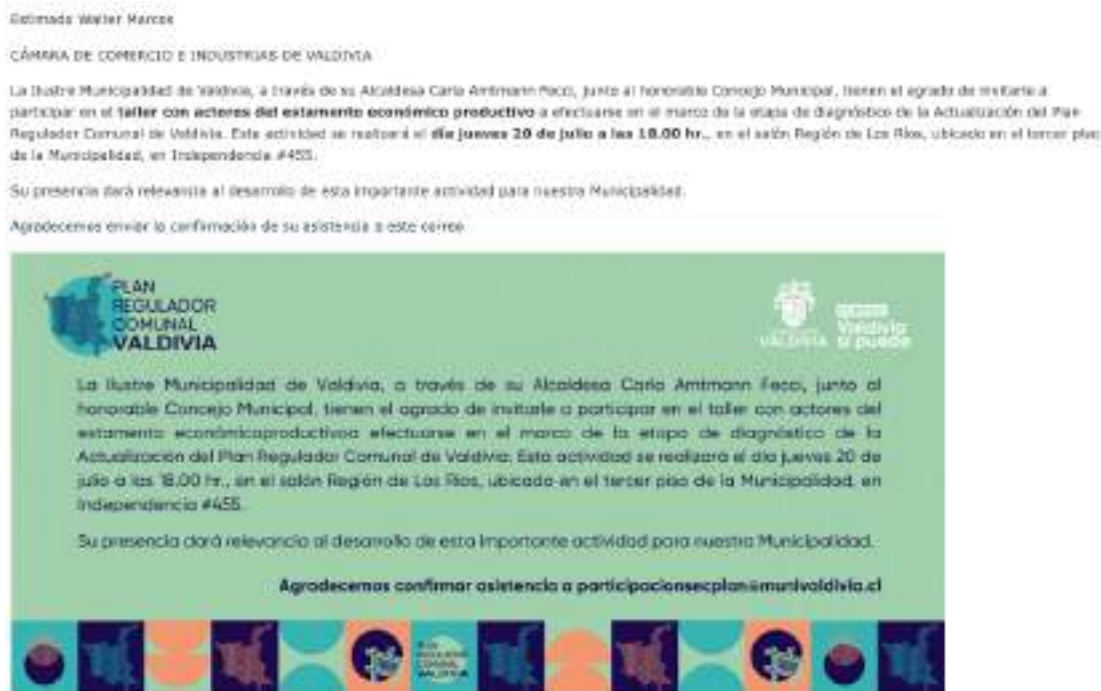 Estimado Walter Marcos
CÁMARA DE COMERCIO E INDUSTRIAS DE VALDIVIA
La Ilustre Municipalidad de Valdivia, a través de su Alcaldesa Carla Amtmann Fecci, junto al honorable Concejo Municipal, tienen el agrado de invitarle a
participar en el taller con actores del estamento económico productivo a efectuarse en el marco de la etapa de diagnóstico de la Actualización del Plan
Regulador Comunal de Valdivia. Esta actividad se realizará el día jueves 20 de julio a las 18.00 hr., en el salón Región de Los Ríos, ubicado en el tercer piso
de la Municipalidad, en Independencia #455.
Su presencia dará relevancia al desarrollo de esta importante actividad para nuestra Municipalidad.
Agradecemos enviar la confirmación de su asistencia a este correo
PLAN
REGULADOR
COMUNAL
VALDIVIA
VALDIVIA
Valdivia
sí puede
La Ilustre Municipalidad de Valdivia, a través de su Alcaldesa Carla Amtmann Fecci, junto al
honorable Concejo Municipal, tienen el agrado de invitarle a participar en el taller con actores del
estamento económicoproductivoa efectuarse en el marco de la etapa de diagnóstico de la
Actualización del Plan Regulador Comunal de Valdivia. Esta actividad se realizará el día jueves 20 de
julio a las 18.00 hr., en el salón Región de Los Ríos, ubicado en el tercer piso de la Municipalidad, en
Independencia #455.
Su presencia dará relevancia al desarrollo de esta importante actividad para nuestra Municipalidad.
Agradecemos confirmar asistencia a participacionsecplan@munivaldivia.cl
PLAN
REGULADOR
COMUNAL
VALDIVIA